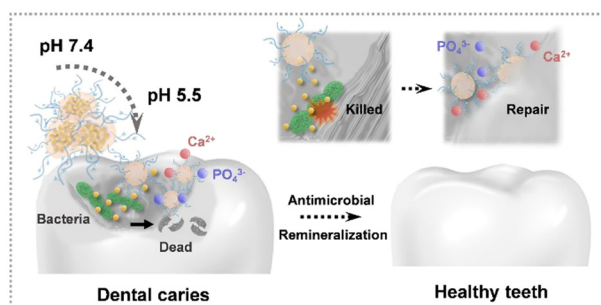 pH 7.4
pH 5.5
Ca²⁺
PO₄³⁻
Bacteria
Dead
Dental caries
Killed
PO₄³⁻
Ca²⁺
Repair
Antimicrobial
Remineralization
Healthy teeth